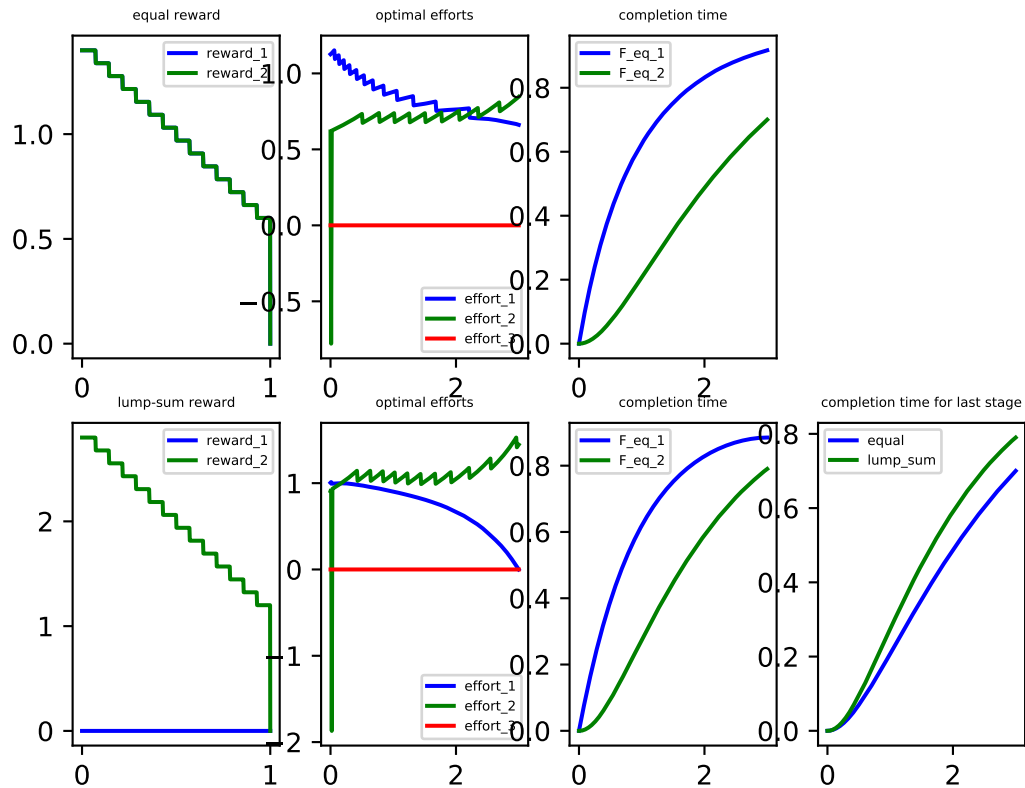 equal reward
optimal efforts
completion time
reward_1
reward_2
1.0
0.5
0.0
0
1
effort_1
effort_2
effort_3
1.0
0.5
0.0
−0.5
0
2
F_eq_1
F_eq_2
0.8
0.6
0.4
0.2
0.0
0
2
lump-sum reward
optimal efforts
completion time
completion time for last stage
reward_1
reward_2
2
1
0
0
1
effort_1
effort_2
effort_3
1
0
−1
−2
0
2
F_eq_1
F_eq_2
0.8
0.6
0.4
0.2
0.0
0
2
equal
lump_sum
0.8
0.6
0.4
0.2
0.0
0
2